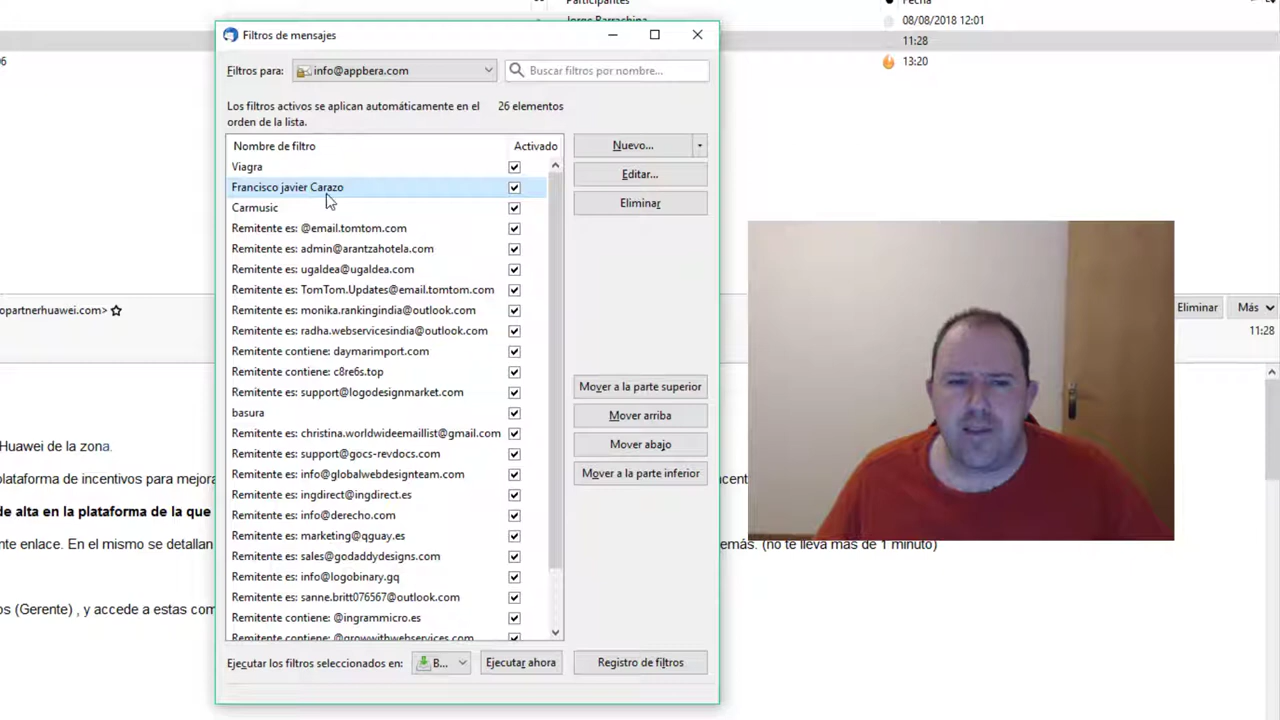 Participantes
Fecha
Jorge Barrachina
08/08/2018 12:01
11:28
13:20
Filtros de mensajes
Filtros para:
info@appbera.com
Buscar filtros por nombre...
Los filtros activos se aplican automáticamente en el
orden de la lista.
26 elementos
Nombre de filtro
Activado
Viagra
Francisco javier Carazo
Carmusic
Remitente es: @email.tomtom.com
Remitente es: admin@arantzahotela.com
Remitente es: ugaldea@ugaldea.com
Remitente es: TomTom.Updates@email.tomtom.com
Remitente es: monika.rankingindia@outlook.com
Remitente es: radha.webservicesindia@outlook.com
Remitente contiene: daymarimport.com
Remitente contiene: c8re6s.top
Remitente es: support@logodesignmarket.com
basura
Remitente es: christina.worldwideemaillist@gmail.com
Remitente es: support@gocs-revdocs.com
Remitente es: info@globalwebdesignteam.com
Remitente es: ingdirect@ingdirect.es
Remitente es: info@derecho.com
Remitente es: marketing@qguay.es
Remitente es: sales@godaddydesigns.com
Remitente es: info@logobinary.gq
Remitente es: sanne.britt076567@outlook.com
Remitente contiene: @ingrammicro.es
Remitente contiene: @growwithwebservices.com
Nuevo...
Editar...
Eliminar
Mover a la parte superior
Mover arriba
Mover abajo
Mover a la parte inferior
Ejecutar los filtros seleccionados en:
B...
Ejecutar ahora
Registro de filtros
opartnerhuawei.com>
Eliminar
Más
11:28
Huawei de la zona.
plataforma de incentivos para mejora
cent
de alta en la plataforma de la que
nte enlace. En el mismo se detallan
emás. (no te lleva mas de 1 minuto)
os (Gerente) , y accede a estas com